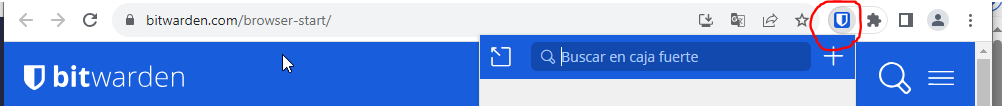 bitwarden.com/browser-start/
Buscar en caja fuerte
bitwarden